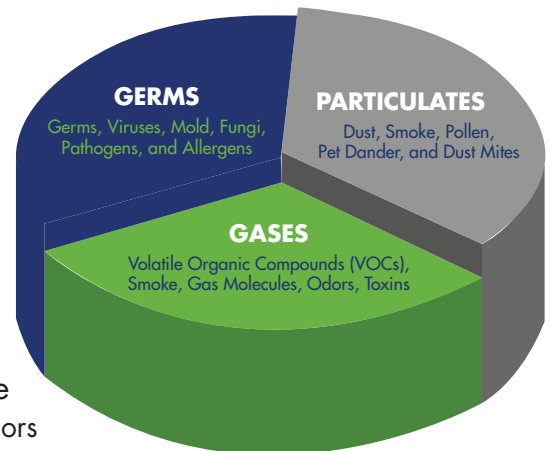 GERMS
Germs, Viruses, Mold, Fungi,
Pathogens, and Allergens
PARTICULATES
Dust, Smoke, Pollen,
Pet Dander, and Dust Mites
GASES
Volatile Organic Compounds (VOCs),
Smoke, Gas Molecules, Odors, Toxins
e
ors